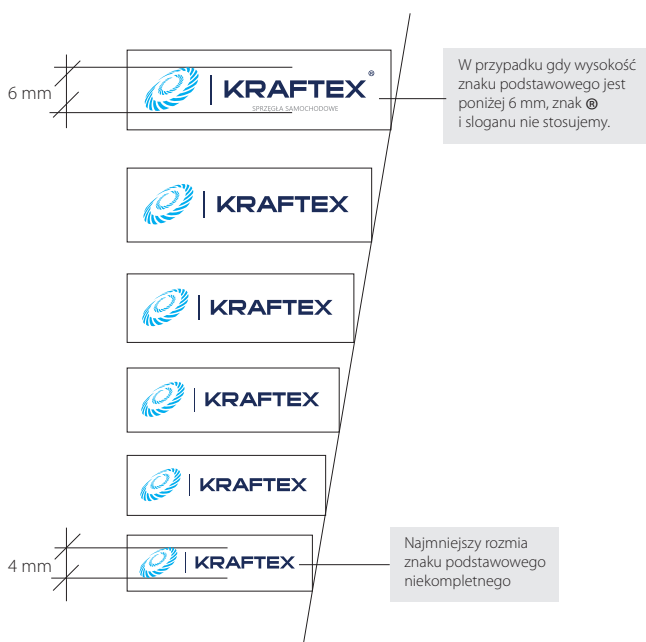 6 mm
KRAFTEX®
SPRZĘGŁA SAMOCHODOWE
W przypadku gdy wysokość
znaku podstawowego jest
poniżej 6 mm, znak ®
i sloganu nie stosujemy.
KRAFTEX
KRAFTEX
KRAFTEX
KRAFTEX
4 mm
KRAFTEX
Najmniejszy rozmia
znaku podstawowego
niekompletnego